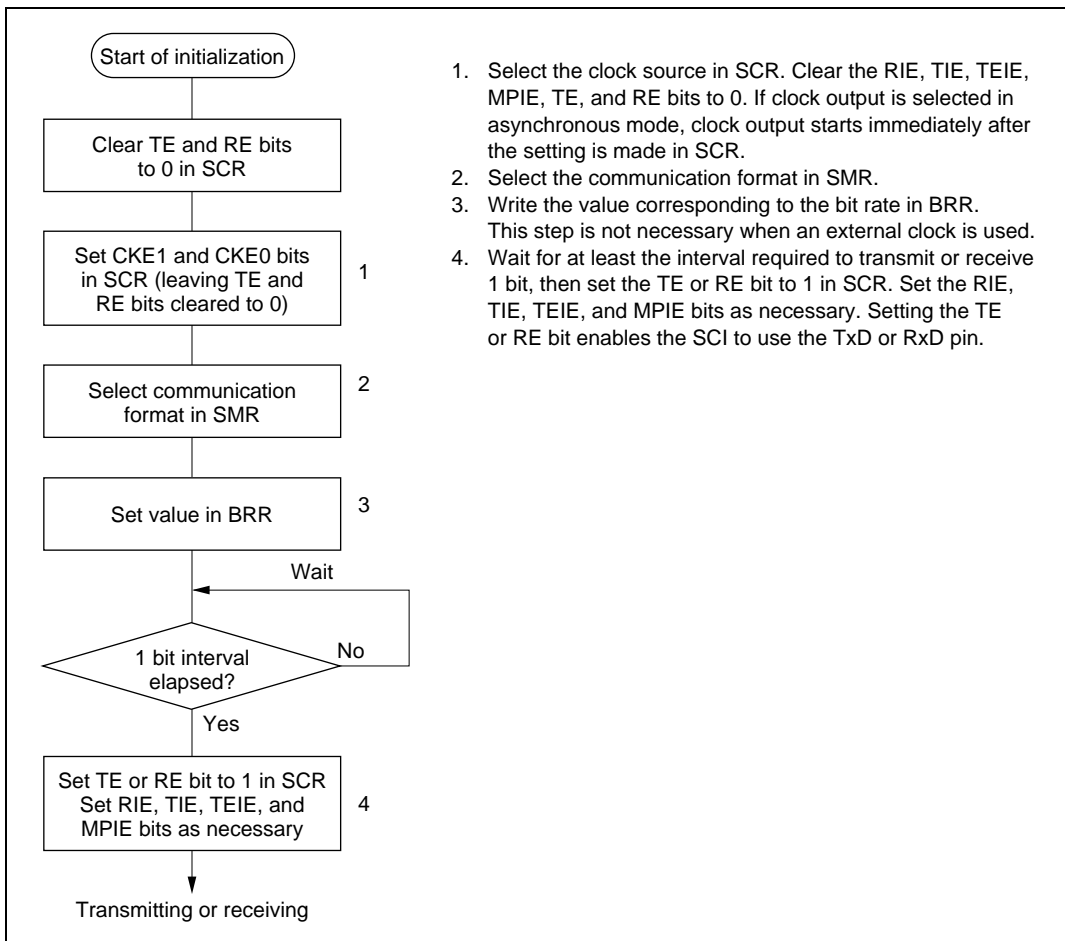 Start of initialization
Clear TE and RE bits
to 0 in SCR
Set CKE1 and CKE0 bits
in SCR (leaving TE and
RE bits cleared to 0)
1
Select communication
format in SMR
2
Set value in BRR
3
Wait
1 bit interval
elapsed?
No
Yes
Set TE or RE bit to 1 in SCR
Set RIE, TIE, TEIE, and
MPIE bits as necessary
4
Transmitting or receiving
1. Select the clock source in SCR. Clear the RIE, TIE, TEIE,
MPIE, TE, and RE bits to 0. If clock output is selected in
asynchronous mode, clock output starts immediately after
the setting is made in SCR.
2. Select the communication format in SMR.
3. Write the value corresponding to the bit rate in BRR.
This step is not necessary when an external clock is used.
4. Wait for at least the interval required to transmit or receive
1 bit, then set the TE or RE bit to 1 in SCR. Set the RIE,
TIE, TEIE, and MPIE bits as necessary. Setting the TE
or RE bit enables the SCI to use the TxD or RxD pin.